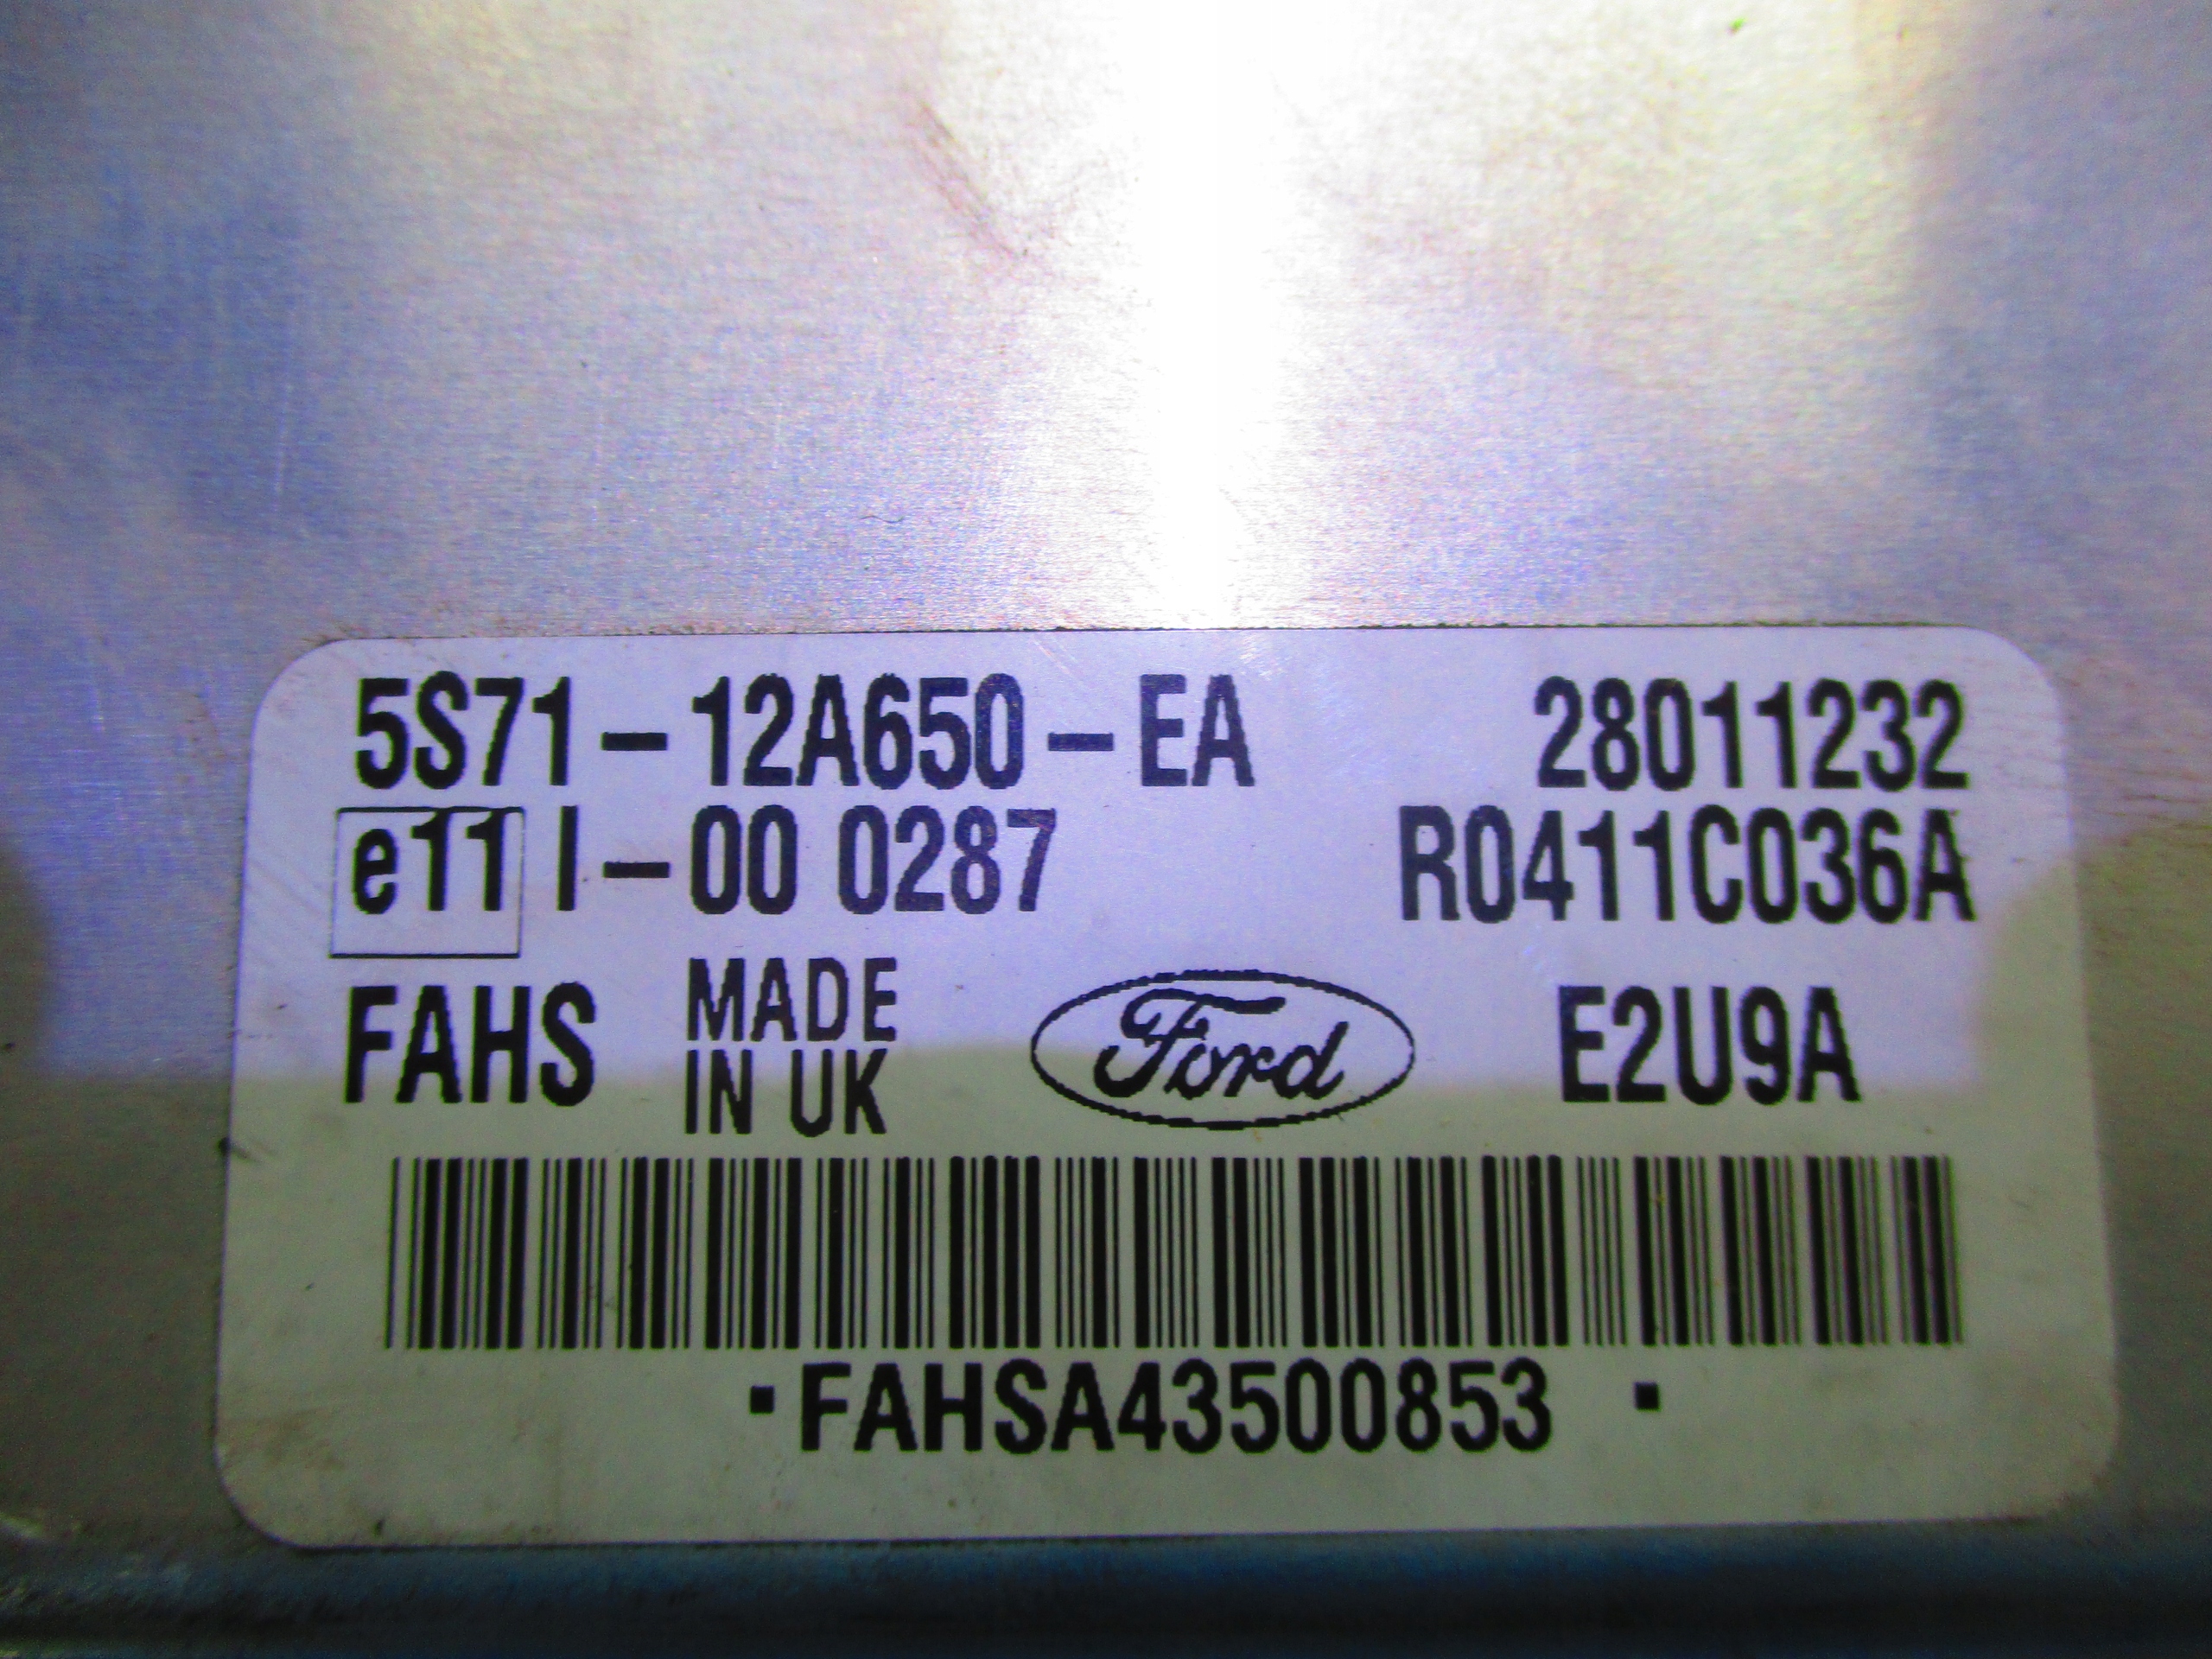 5S71-12A650-EA 28011232
e11 I-00 0287 R0411C036A
FAHS MADE IN UK Ford E2U9A
·FAHSA43500853 ·